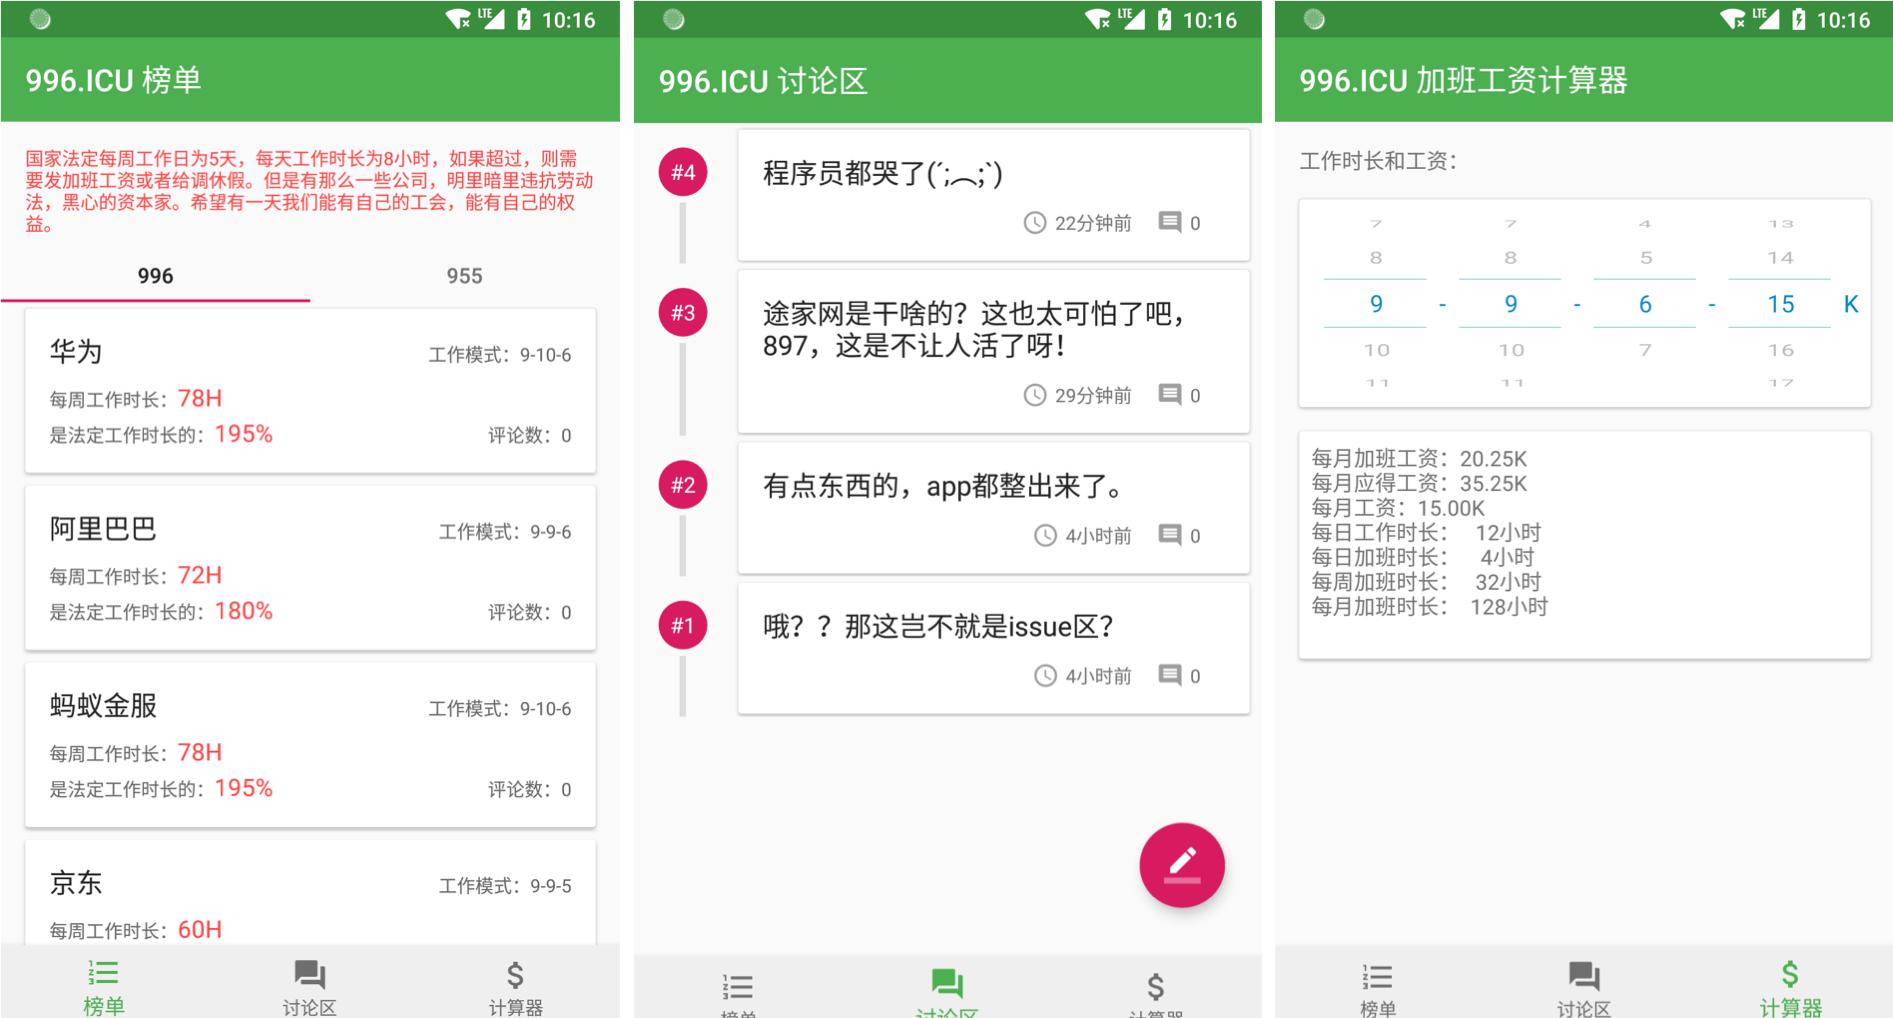 LTE 10:16
996.ICU 榜单
国家法定每周工作日为5天，每天工作时长为8小时，如果超过，则需
要发加班工资或者给调休假。但是有那么一些公司，明里暗里违抗劳动
法，黑心的资本家。希望有一天我们能有自己的工会，能有自己的权
益。
996 955
华为 工作模式：9-10-6
每周工作时长：78H
是法定工作时长的：195% 评论数：0
阿里巴巴 工作模式：9-9-6
每周工作时长：72H
是法定工作时长的：180% 评论数：0
蚂蚁金服 工作模式：9-10-6
每周工作时长：78H
是法定工作时长的：195% 评论数：0
京东 工作模式：9-9-5
每周工作时长：60H
榜单 讨论区 计算器
LTE 10:16
996.ICU 讨论区
#4 程序员都哭了(´;︵;`)
22分钟前 0
#3 途家网是干啥的？这也太可怕了吧，
897，这是不让人活了呀！
29分钟前 0
#2 有点东西的，app都整出来了。
4小时前 0
#1 哦？？那这岂不就是issue区？
4小时前 0
榜单 讨论区 计算器
LTE 10:16
996.ICU 加班工资计算器
工作时长和工资：
7 7 4 13
8 8 5 14
9 - 9 - 6 - 15 K
10 10 7 16
11 11 17
每月加班工资：20.25K
每月应得工资：35.25K
每月工资：15.00K
每日工作时长： 12小时
每日加班时长： 4小时
每周加班时长： 32小时
每月加班时长： 128小时
榜单 讨论区 计算器